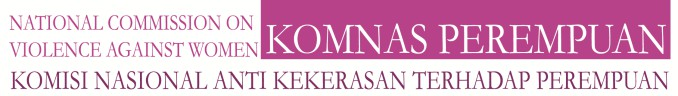 NATIONAL COMMISSION ON
VIOLENCE AGAINST WOMEN
KOMNAS PEREMPUAN
KOMISI NASIONAL ANTI KEKERASAN TERHADAP PEREMPUAN